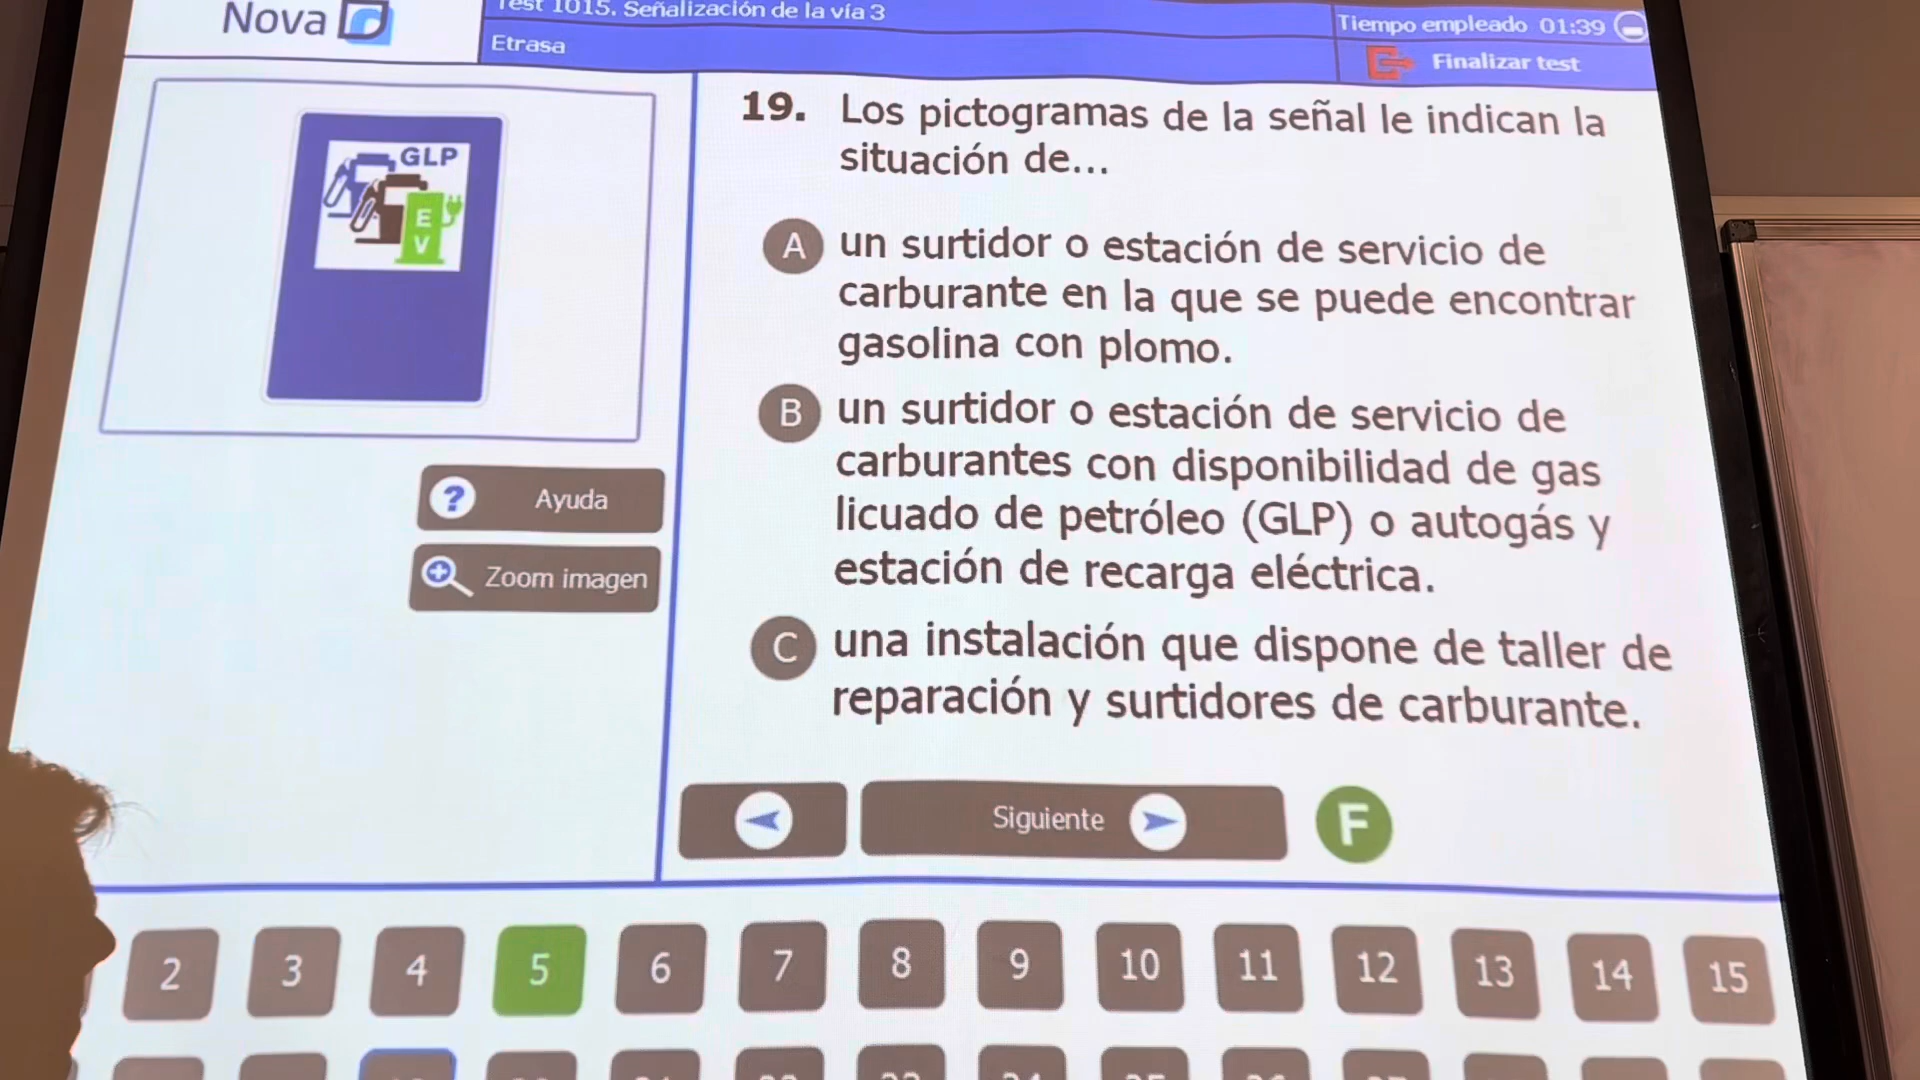 Nova
Test 1015. Señalización de la vía 3
Etrasa
Tiempo empleado 01:39
Finalizar test
GLP
E
V
Ayuda
Zoom imagen
19. Los pictogramas de la señal le indican la
situación de...
A un surtidor o estación de servicio de
carburante en la que se puede encontrar
gasolina con plomo.
B un surtidor o estación de servicio de
carburantes con disponibilidad de gas
licuado de petróleo (GLP) o autogás y
estación de recarga eléctrica.
C una instalación que dispone de taller de
reparación y surtidores de carburante.
Siguiente
F
2 3 4 5 6 7 8 9 10 11 12 13 14 15